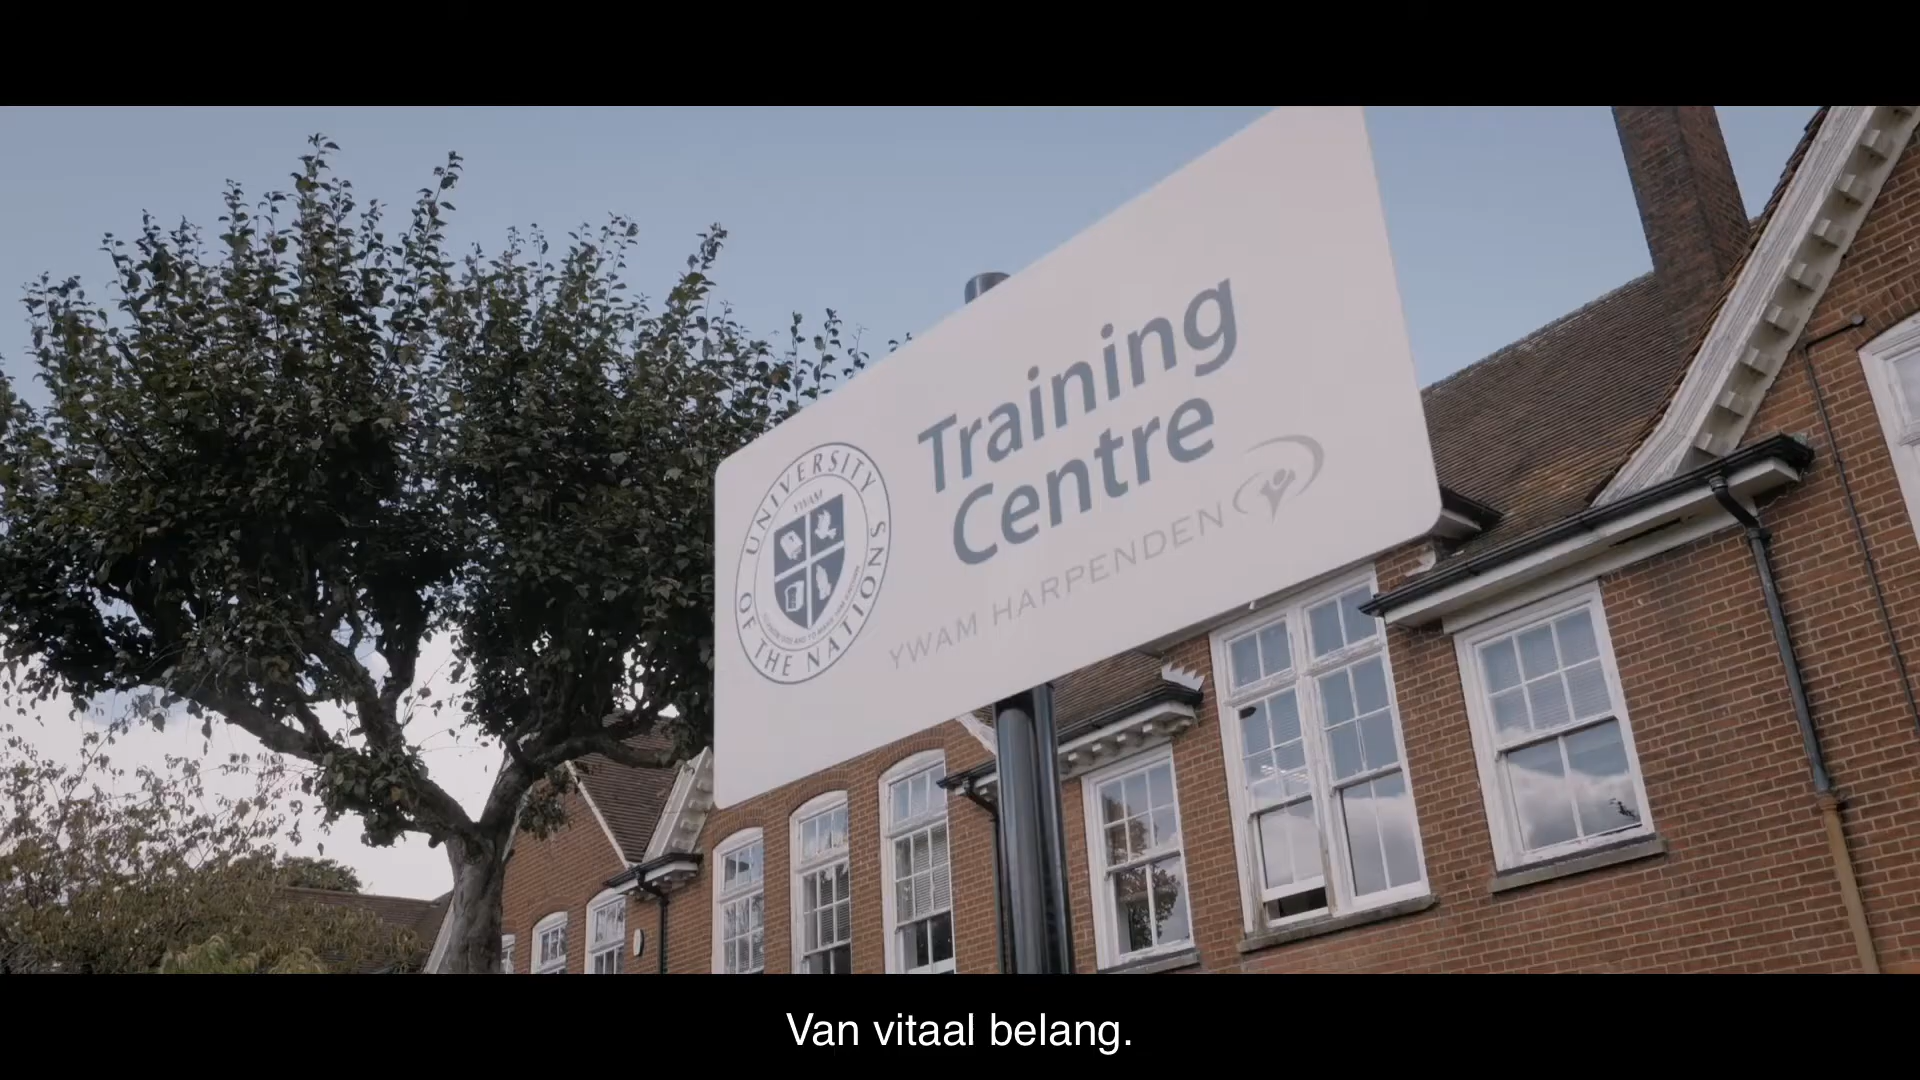 UNIVERSITY
OF THE NATIONS
YWAM
Training
Centre
YWAM HARPENDEN
Van vitaal belang.